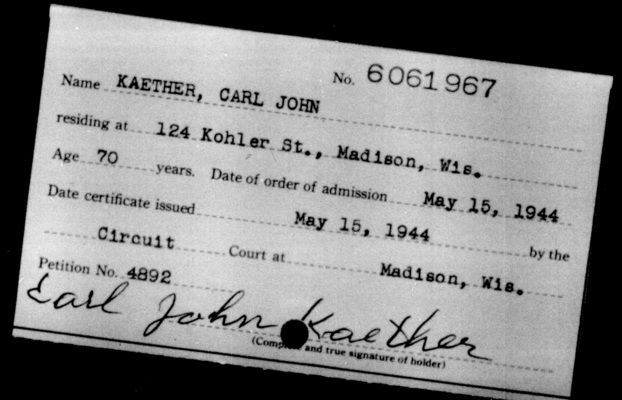 No. 6061967
Name KAETHER, CARL JOHN
residing at 124 Kohler St., Madison, Wis.
Age 70 years. Date of order of admission May 15, 1944
Date certificate issued May 15, 1944 by the
Circuit Court at Madison, Wis.
Petition No. 4892
Carl John Kaether
(Comp and true signature of holder)